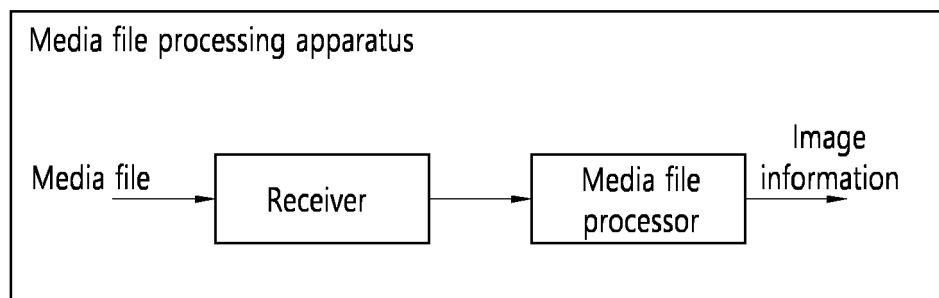 Media file processing apparatus
Media file
Receiver
Media file
processor
Image
information